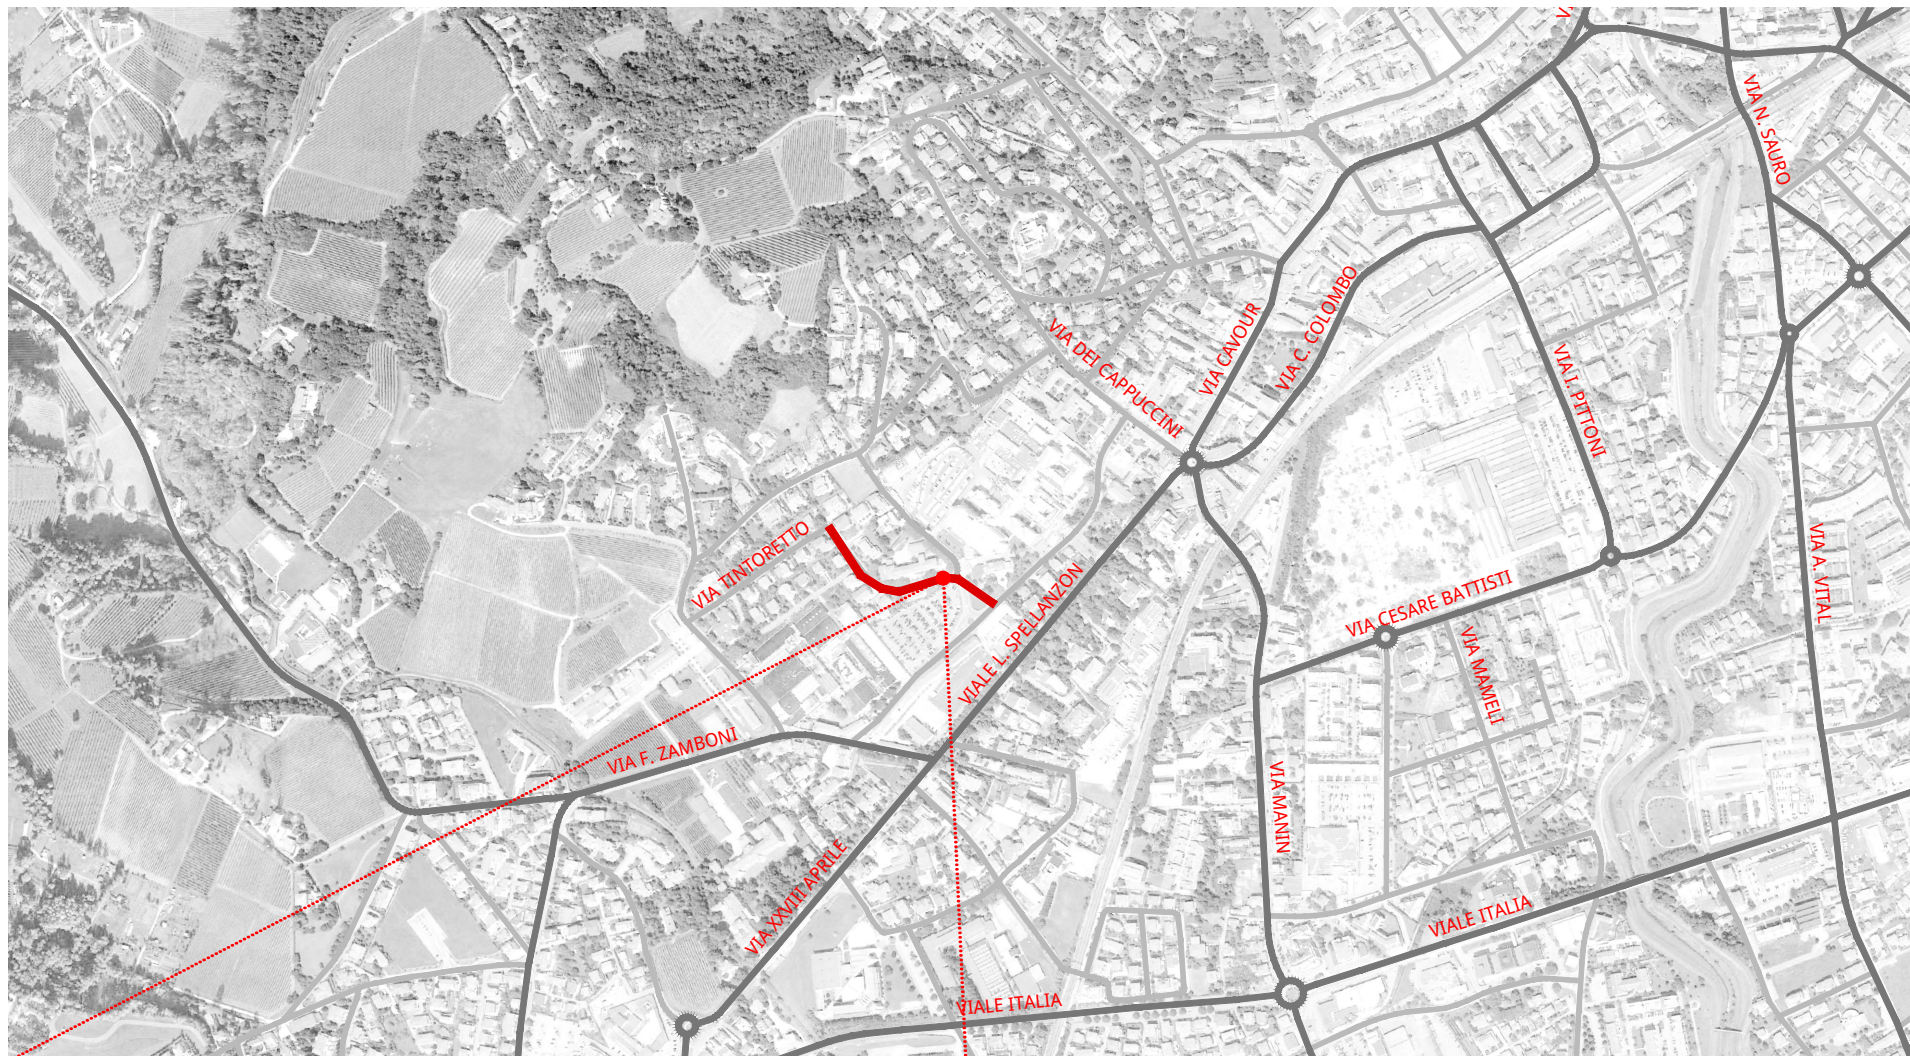 VIA N. SAURO
VIA CAVOUR
VIA C. COLOMBO
VIA DEI CAPPUCCINI
VIA I. PITTONI
VIA TINTORETTO
VIALE L. SPELLANZON
VIA CESARE BATTISTI
VIA A. VITAL
VIA MAMELI
VIA F. ZAMBONI
VIA MANIN
VIA XXVIII APRILE
VIALE ITALIA
VIALE ITALIA